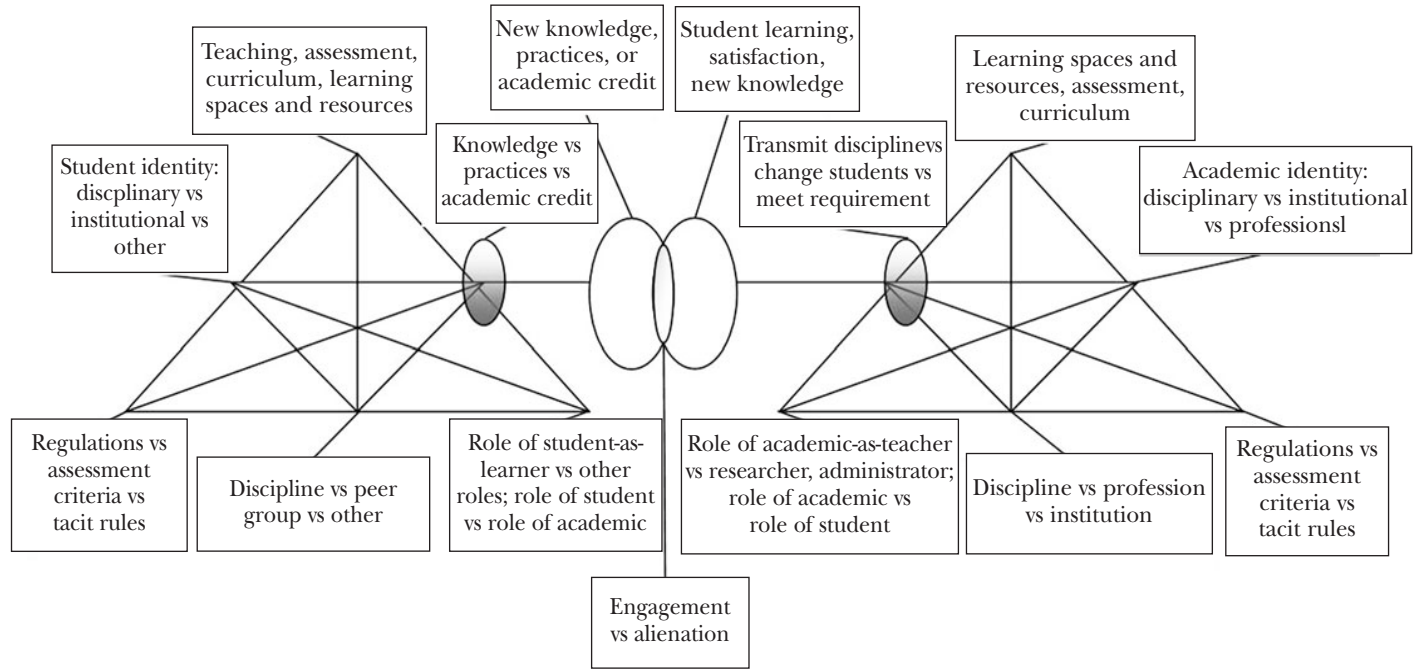 New knowledge,
practices, or
academic credit
Student learning,
satisfaction,
new knowledge
Teaching, assessment,
curriculum, learning
spaces and resources
Learning spaces and
resources, assessment,
curriculum
Student identity:
discplinary vs
institutional vs
other
Knowledge vs
practices vs
academic credit
Transmit disciplinevs
change students vs
meet requirement
Academic identity:
disciplinary vs institutional
vs professionsl
Regulations vs
assessment
criteria vs
tacit rules
Discipline vs peer
group vs other
Role of student-as-
learner vs other
roles; role of student
vs role of academic
Role of academic-as-teacher
vs researcher, administrator;
role of academic vs
role of student
Discipline vs profession
vs institution
Regulations vs
assessment
criteria vs
tacit rules
Engagement
vs alienation